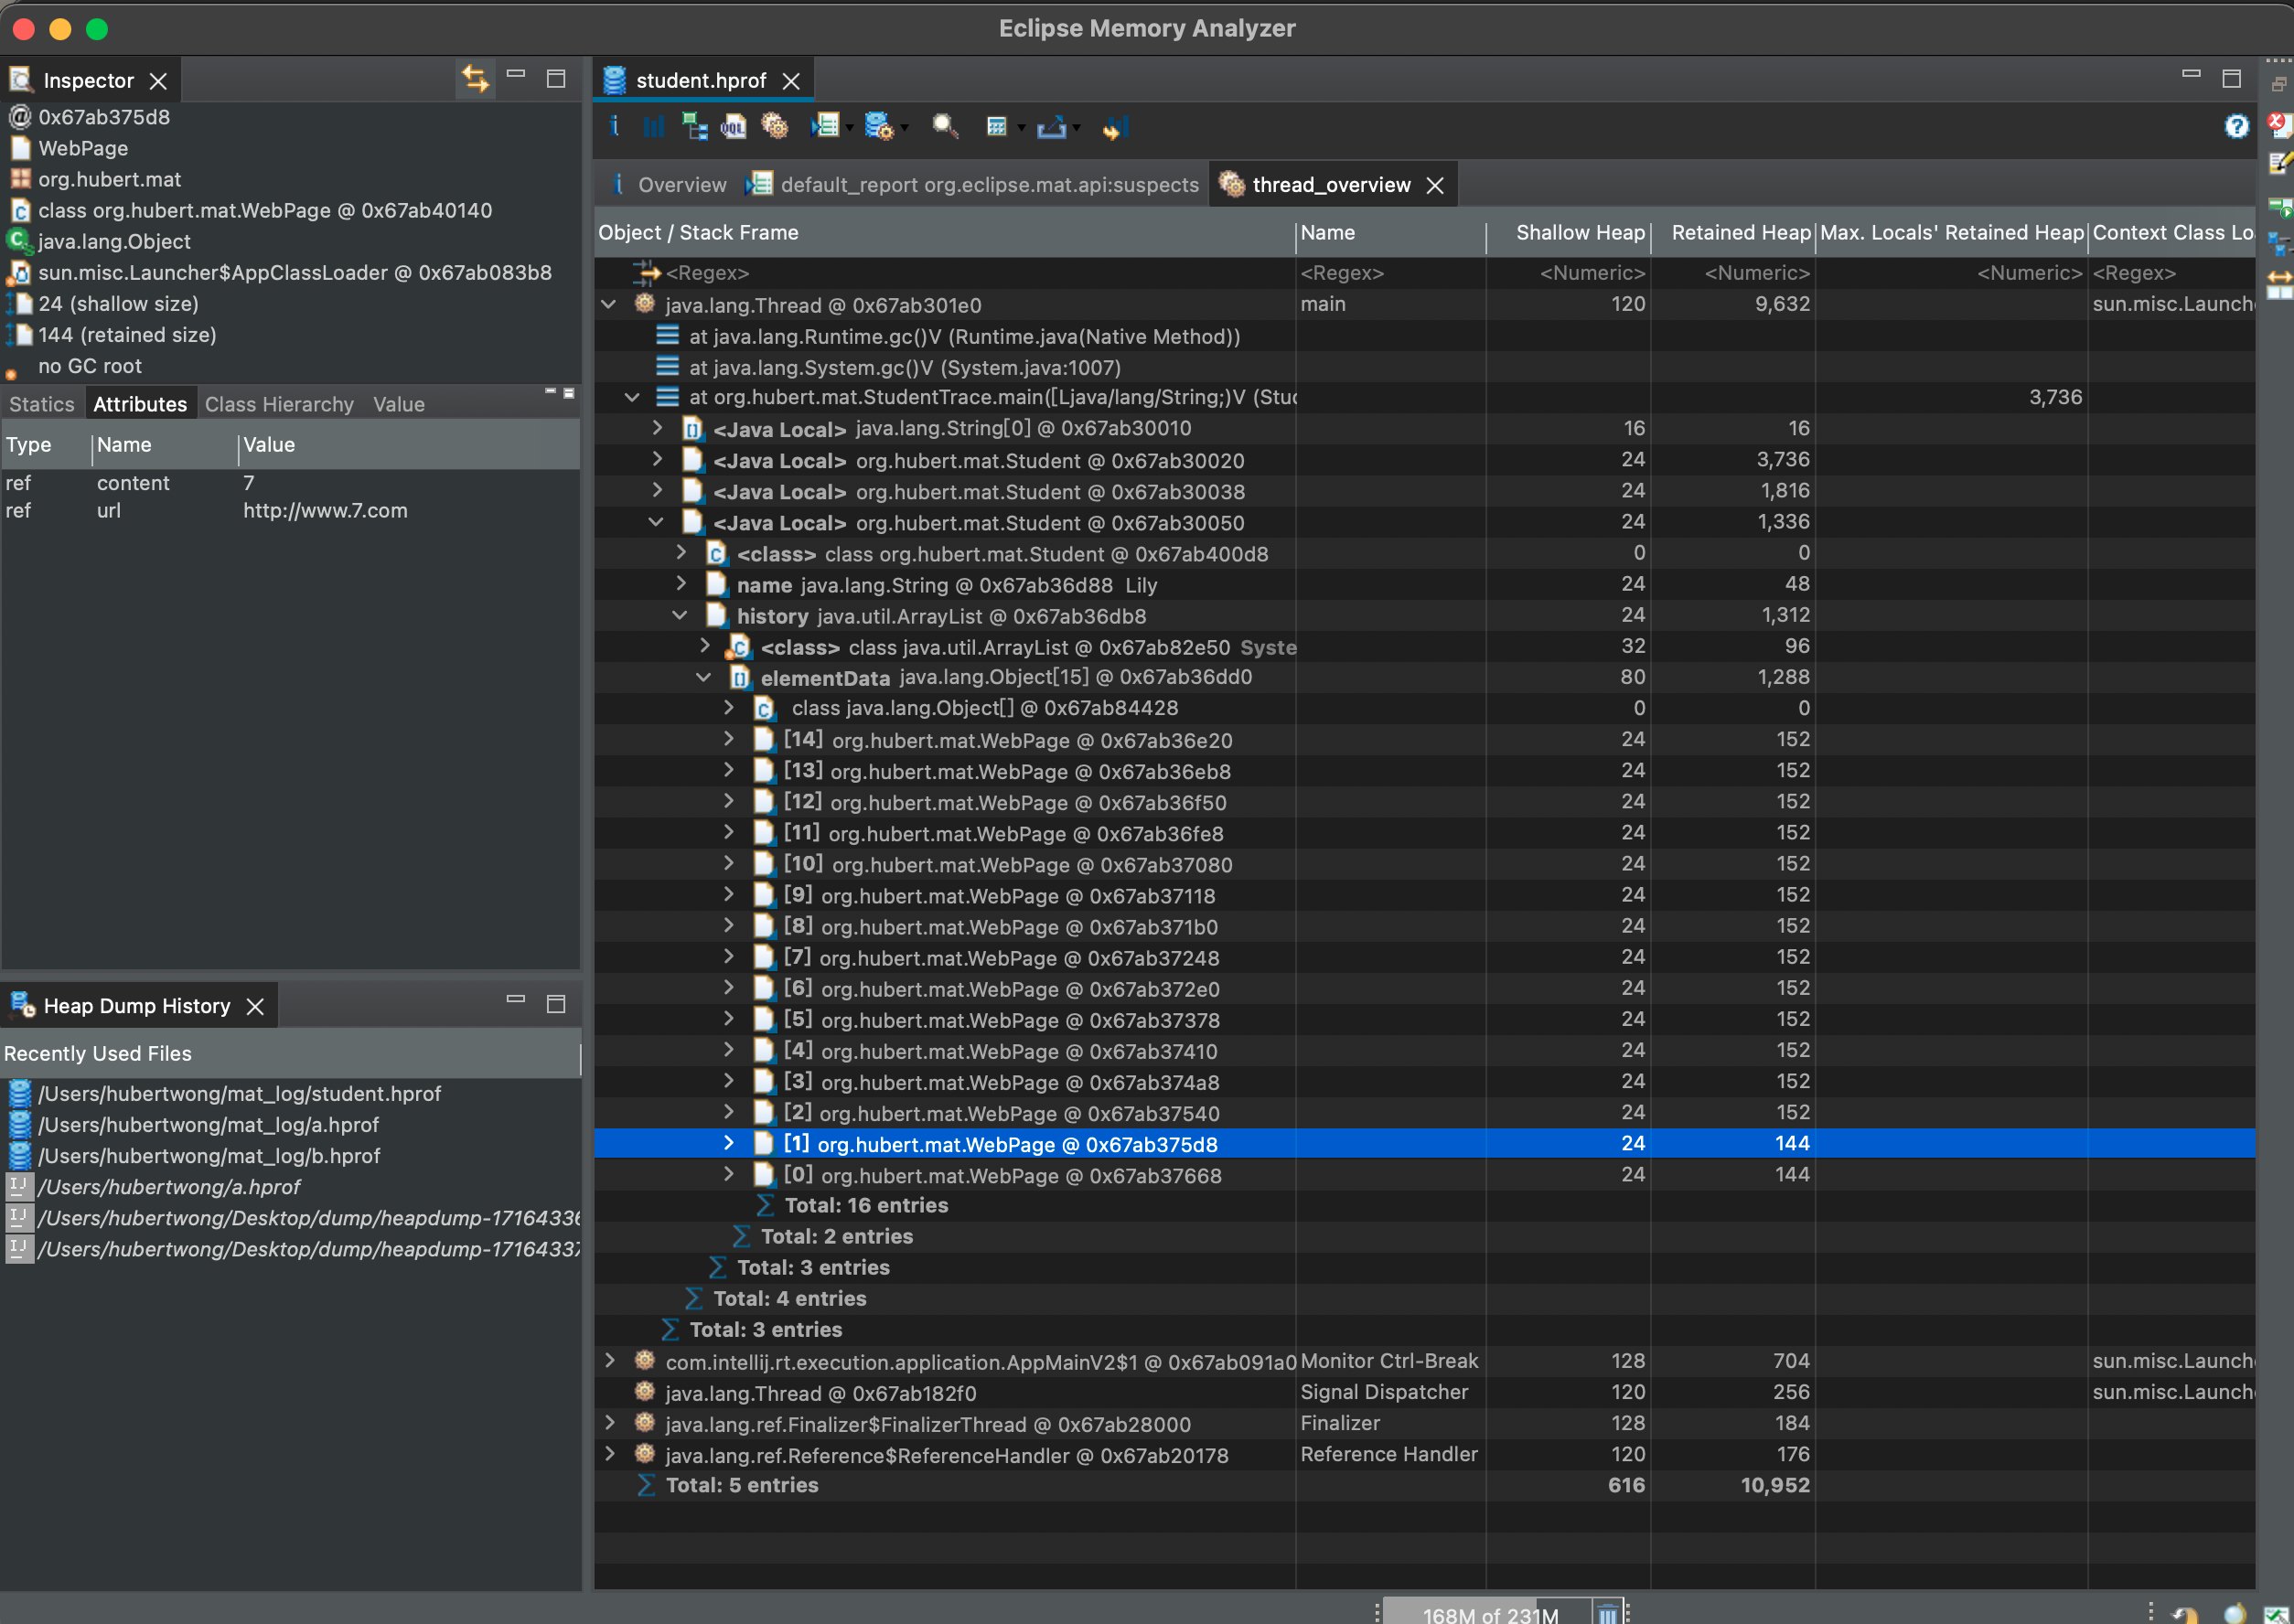 Eclipse Memory Analyzer
Inspector
0x67ab375d8
WebPage
org.hubert.mat
class org.hubert.mat.WebPage @ 0x67ab40140
java.lang.Object
sun.misc.Launcher$AppClassLoader @ 0x67ab083b8
24 (shallow size)
144 (retained size)
no GC root
Statics Attributes Class Hierarchy Value
Type Name Value
ref content 7
ref url http://www.7.com
Heap Dump History
Recently Used Files
/Users/hubertwong/mat_log/student.hprof
/Users/hubertwong/mat_log/a.hprof
/Users/hubertwong/mat_log/b.hprof
/Users/hubertwong/a.hprof
/Users/hubertwong/Desktop/dump/heapdump-17164336
/Users/hubertwong/Desktop/dump/heapdump-17164337
student.hprof
Overview default_report org.eclipse.mat.api:suspects thread_overview
Object / Stack Frame Name Shallow Heap Retained Heap Max. Locals' Retained Heap Context Class Lo
<Regex> <Regex> <Numeric> <Numeric> <Numeric> <Regex>
java.lang.Thread @ 0x67ab301e0 main 120 9,632 sun.misc.Launch
at java.lang.Runtime.gc()V (Runtime.java(Native Method))
at java.lang.System.gc()V (System.java:1007)
at org.hubert.mat.StudentTrace.main([Ljava/lang/String;)V (Stud 3,736
<Java Local> java.lang.String[0] @ 0x67ab30010 16 16
<Java Local> org.hubert.mat.Student @ 0x67ab30020 24 3,736
<Java Local> org.hubert.mat.Student @ 0x67ab30038 24 1,816
<Java Local> org.hubert.mat.Student @ 0x67ab30050 24 1,336
<class> class org.hubert.mat.Student @ 0x67ab400d8 0 0
name java.lang.String @ 0x67ab36d88 Lily 24 48
history java.util.ArrayList @ 0x67ab36db8 24 1,312
<class> class java.util.ArrayList @ 0x67ab82e50 Syste 32 96
elementData java.lang.Object[15] @ 0x67ab36dd0 80 1,288
class java.lang.Object[] @ 0x67ab84428 0 0
[14] org.hubert.mat.WebPage @ 0x67ab36e20 24 152
[13] org.hubert.mat.WebPage @ 0x67ab36eb8 24 152
[12] org.hubert.mat.WebPage @ 0x67ab36f50 24 152
[11] org.hubert.mat.WebPage @ 0x67ab36fe8 24 152
[10] org.hubert.mat.WebPage @ 0x67ab37080 24 152
[9] org.hubert.mat.WebPage @ 0x67ab37118 24 152
[8] org.hubert.mat.WebPage @ 0x67ab371b0 24 152
[7] org.hubert.mat.WebPage @ 0x67ab37248 24 152
[6] org.hubert.mat.WebPage @ 0x67ab372e0 24 152
[5] org.hubert.mat.WebPage @ 0x67ab37378 24 152
[4] org.hubert.mat.WebPage @ 0x67ab37410 24 152
[3] org.hubert.mat.WebPage @ 0x67ab374a8 24 152
[2] org.hubert.mat.WebPage @ 0x67ab37540 24 152
[1] org.hubert.mat.WebPage @ 0x67ab375d8 24 144
[0] org.hubert.mat.WebPage @ 0x67ab37668 24 144
Total: 16 entries
Total: 2 entries
Total: 3 entries
Total: 4 entries
Total: 3 entries
com.intellij.rt.execution.application.AppMainV2$1 @ 0x67ab091a0 Monitor Ctrl-Break 128 704 sun.misc.Launch
java.lang.Thread @ 0x67ab182f0 Signal Dispatcher 120 256 sun.misc.Launch
java.lang.ref.Finalizer$FinalizerThread @ 0x67ab28000 Finalizer 128 184
java.lang.ref.Reference$ReferenceHandler @ 0x67ab20178 Reference Handler 120 176
Total: 5 entries 616 10,952
168M of 231M